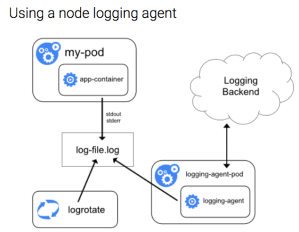 Using a node logging agent
my-pod
app-container
stdout
stderr
log-file.log
logrotate
Logging
Backend
logging-agent-pod
logging-agent